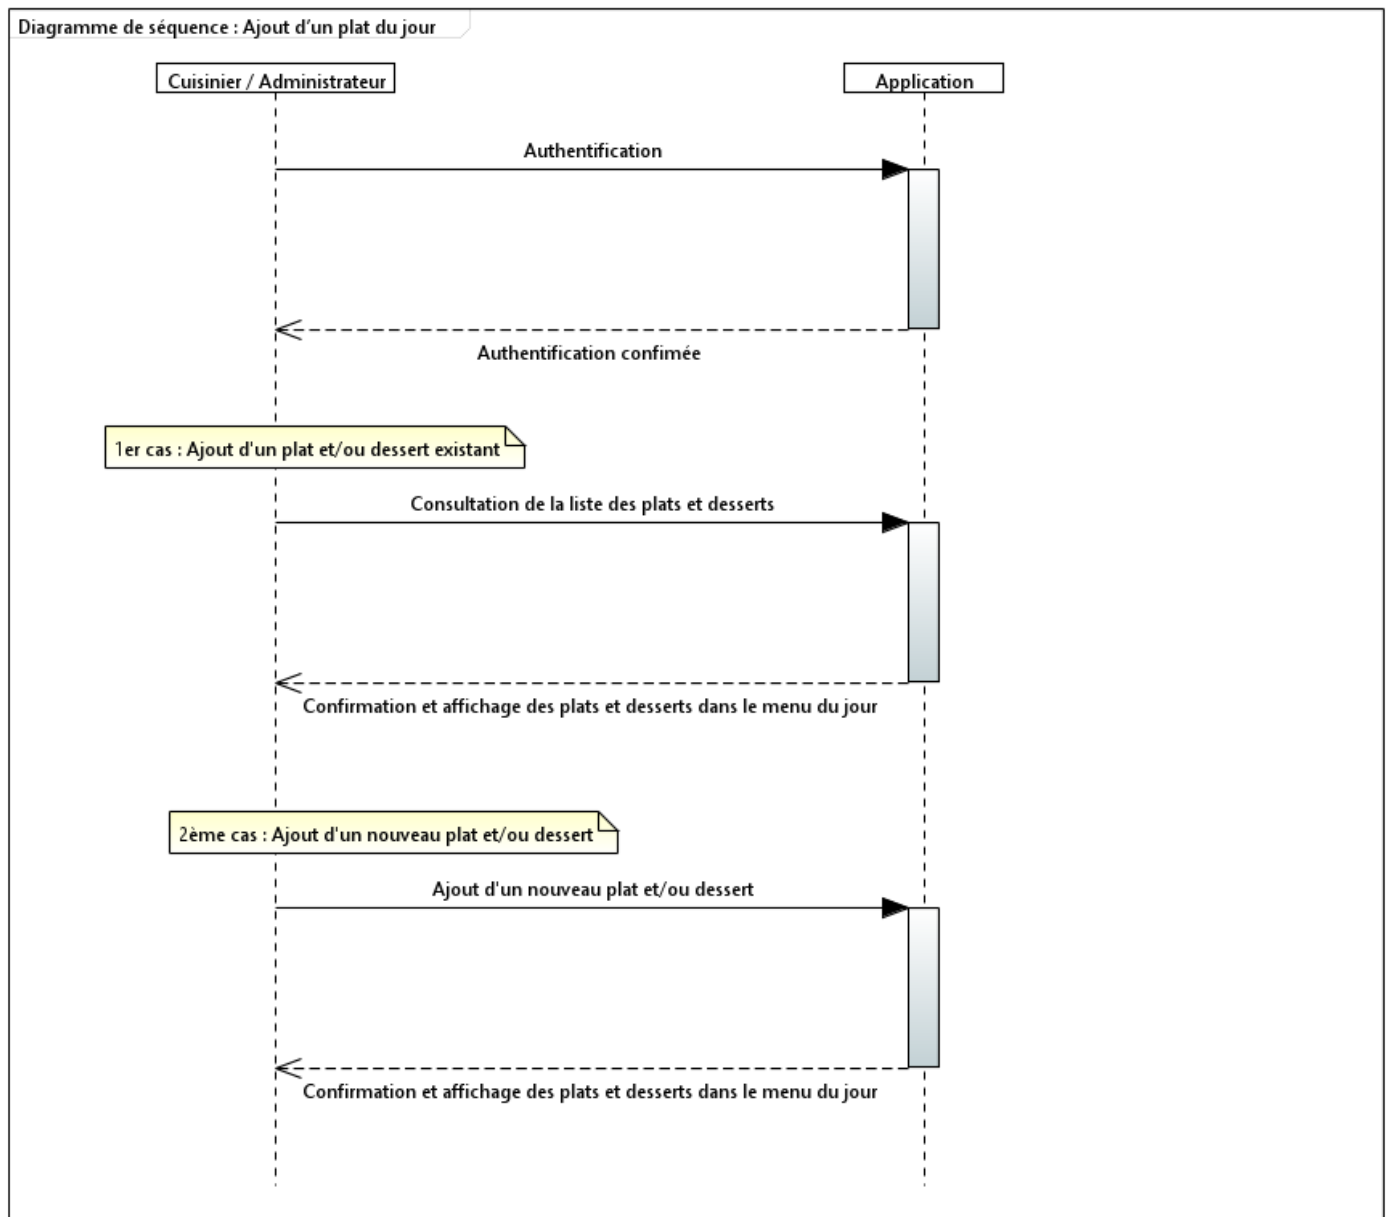 Diagramme de séquence : Ajout d'un plat du jour
Cuisinier / Administrateur
Application
Authentification
Authentification confimée
1er cas : Ajout d'un plat et/ou dessert existant
Consultation de la liste des plats et desserts
Confirmation et affichage des plats et desserts dans le menu du jour
2ème cas : Ajout d'un nouveau plat et/ou dessert
Ajout d'un nouveau plat et/ou dessert
Confirmation et affichage des plats et desserts dans le menu du jour